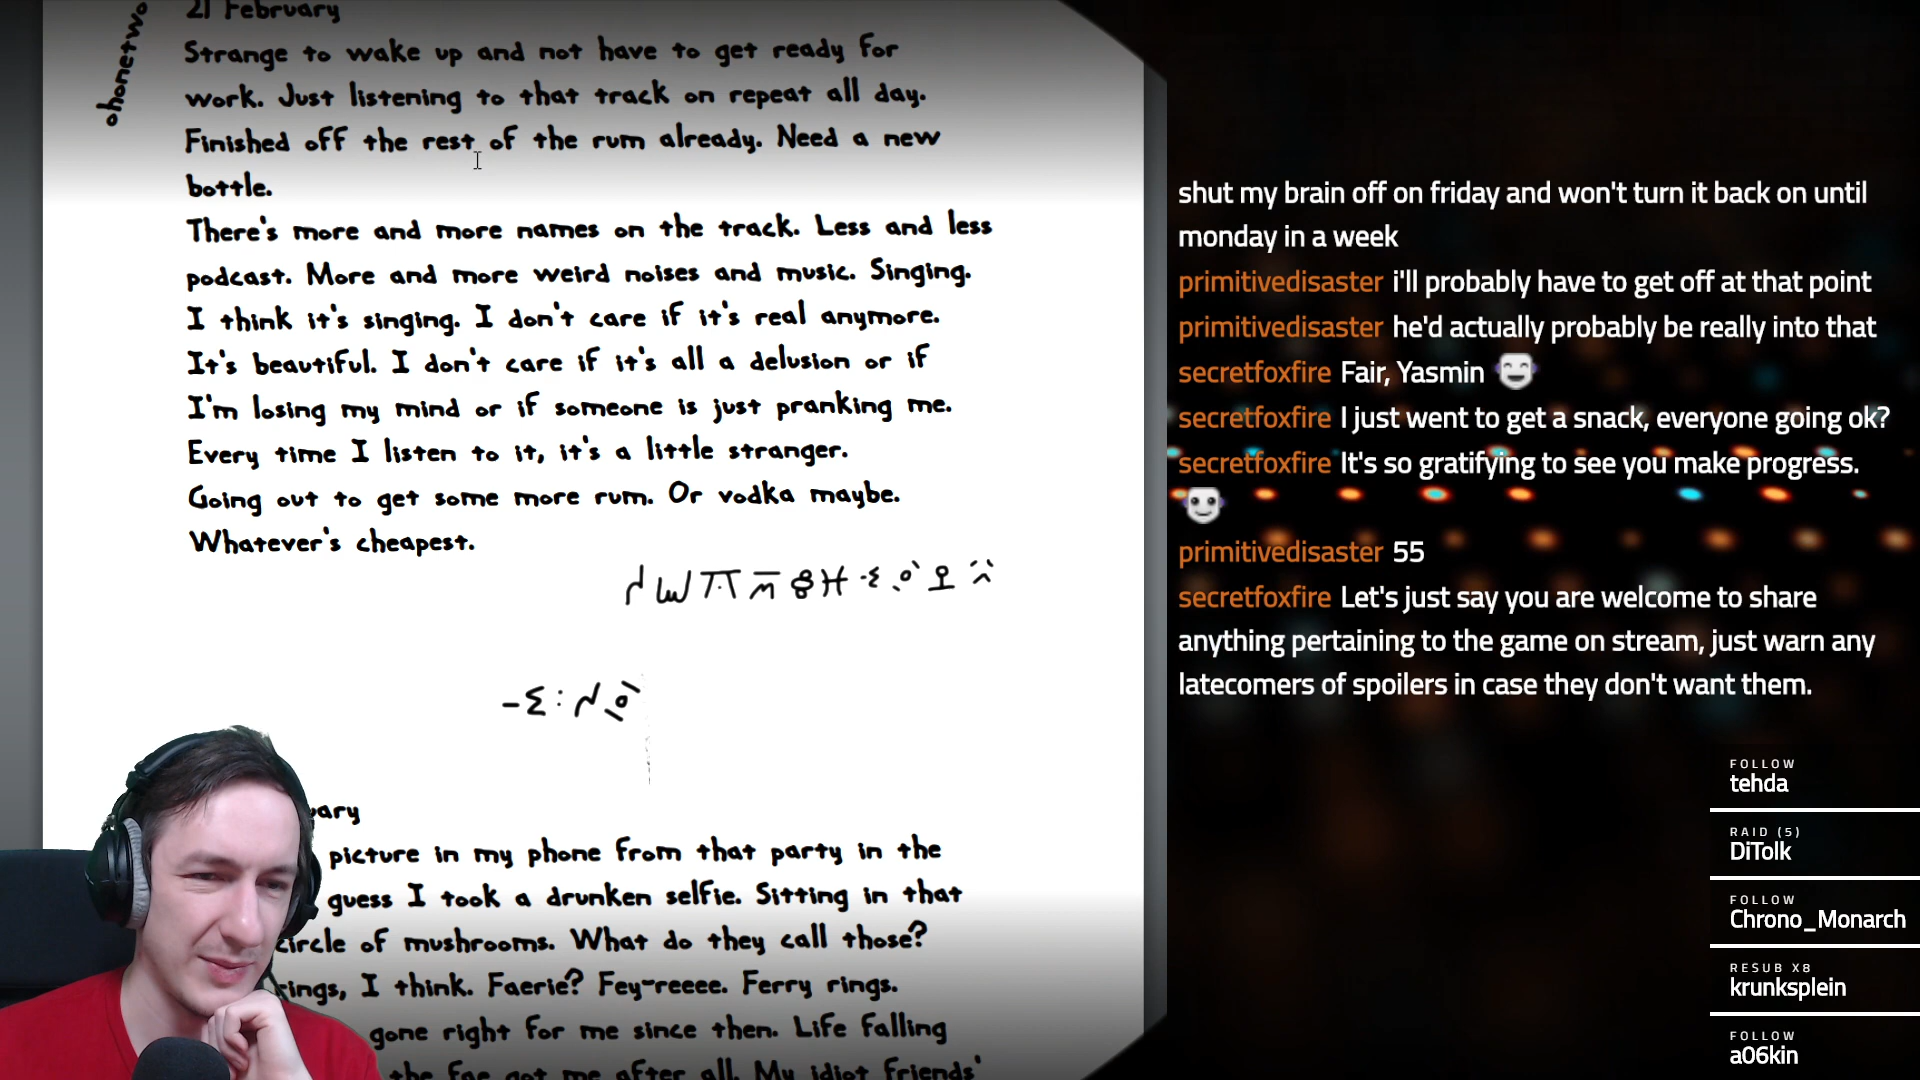 21 February
Strange to wake up and not have to get ready for
work. Just listening to that track on repeat all day.
Finished off the rest of the rum already. Need a new
bottle.
There's more and more names on the track. Less and less
podcast. More and more weird noises and music. Singing.
I think it's singing. I don't care if it's real anymore.
It's beautiful. I don't care if it's all a delusion or if
I'm losing my mind or if someone is just pranking me.
Every time I listen to it, it's a little stranger.
Going out to get some more rum. Or vodka maybe.
Whatever's cheapest.
picture in my phone from that party in the
guess I took a drunken selfie. Sitting in that
circle of mushrooms. What do they call those?
rings, I think. Faerie? Fey-reeee. Ferry rings.
gone right for me since then. Life falling
the fae got me after all. My idiot friends'
shut my brain off on friday and won't turn it back on until
monday in a week
primitivedisaster i'll probably have to get off at that point
primitivedisaster he'd actually probably be really into that
secretfoxfire Fair, Yasmin
secretfoxfire I just went to get a snack, everyone going ok?
secretfoxfire It's so gratifying to see you make progress.
primitivedisaster 55
secretfoxfire Let's just say you are welcome to share
anything pertaining to the game on stream, just warn any
latecomers of spoilers in case they don't want them.
FOLLOW
tehda
RAID (5)
DiTolk
FOLLOW
Chrono_Monarch
RESUB X8
krunksplein
FOLLOW
a06kin